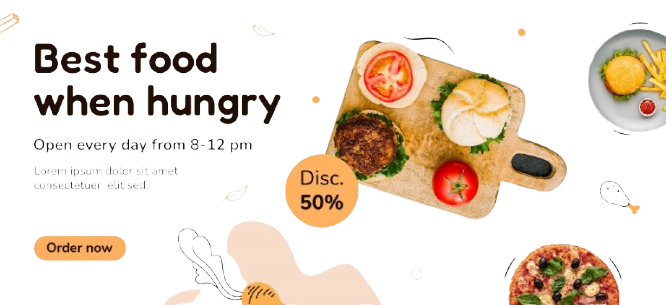 Best food
when hungry
Open every day from 8-12 pm
Lorem ipsum dolor sit amet
consectetuer elit sed.
Disc.
50%
Order now